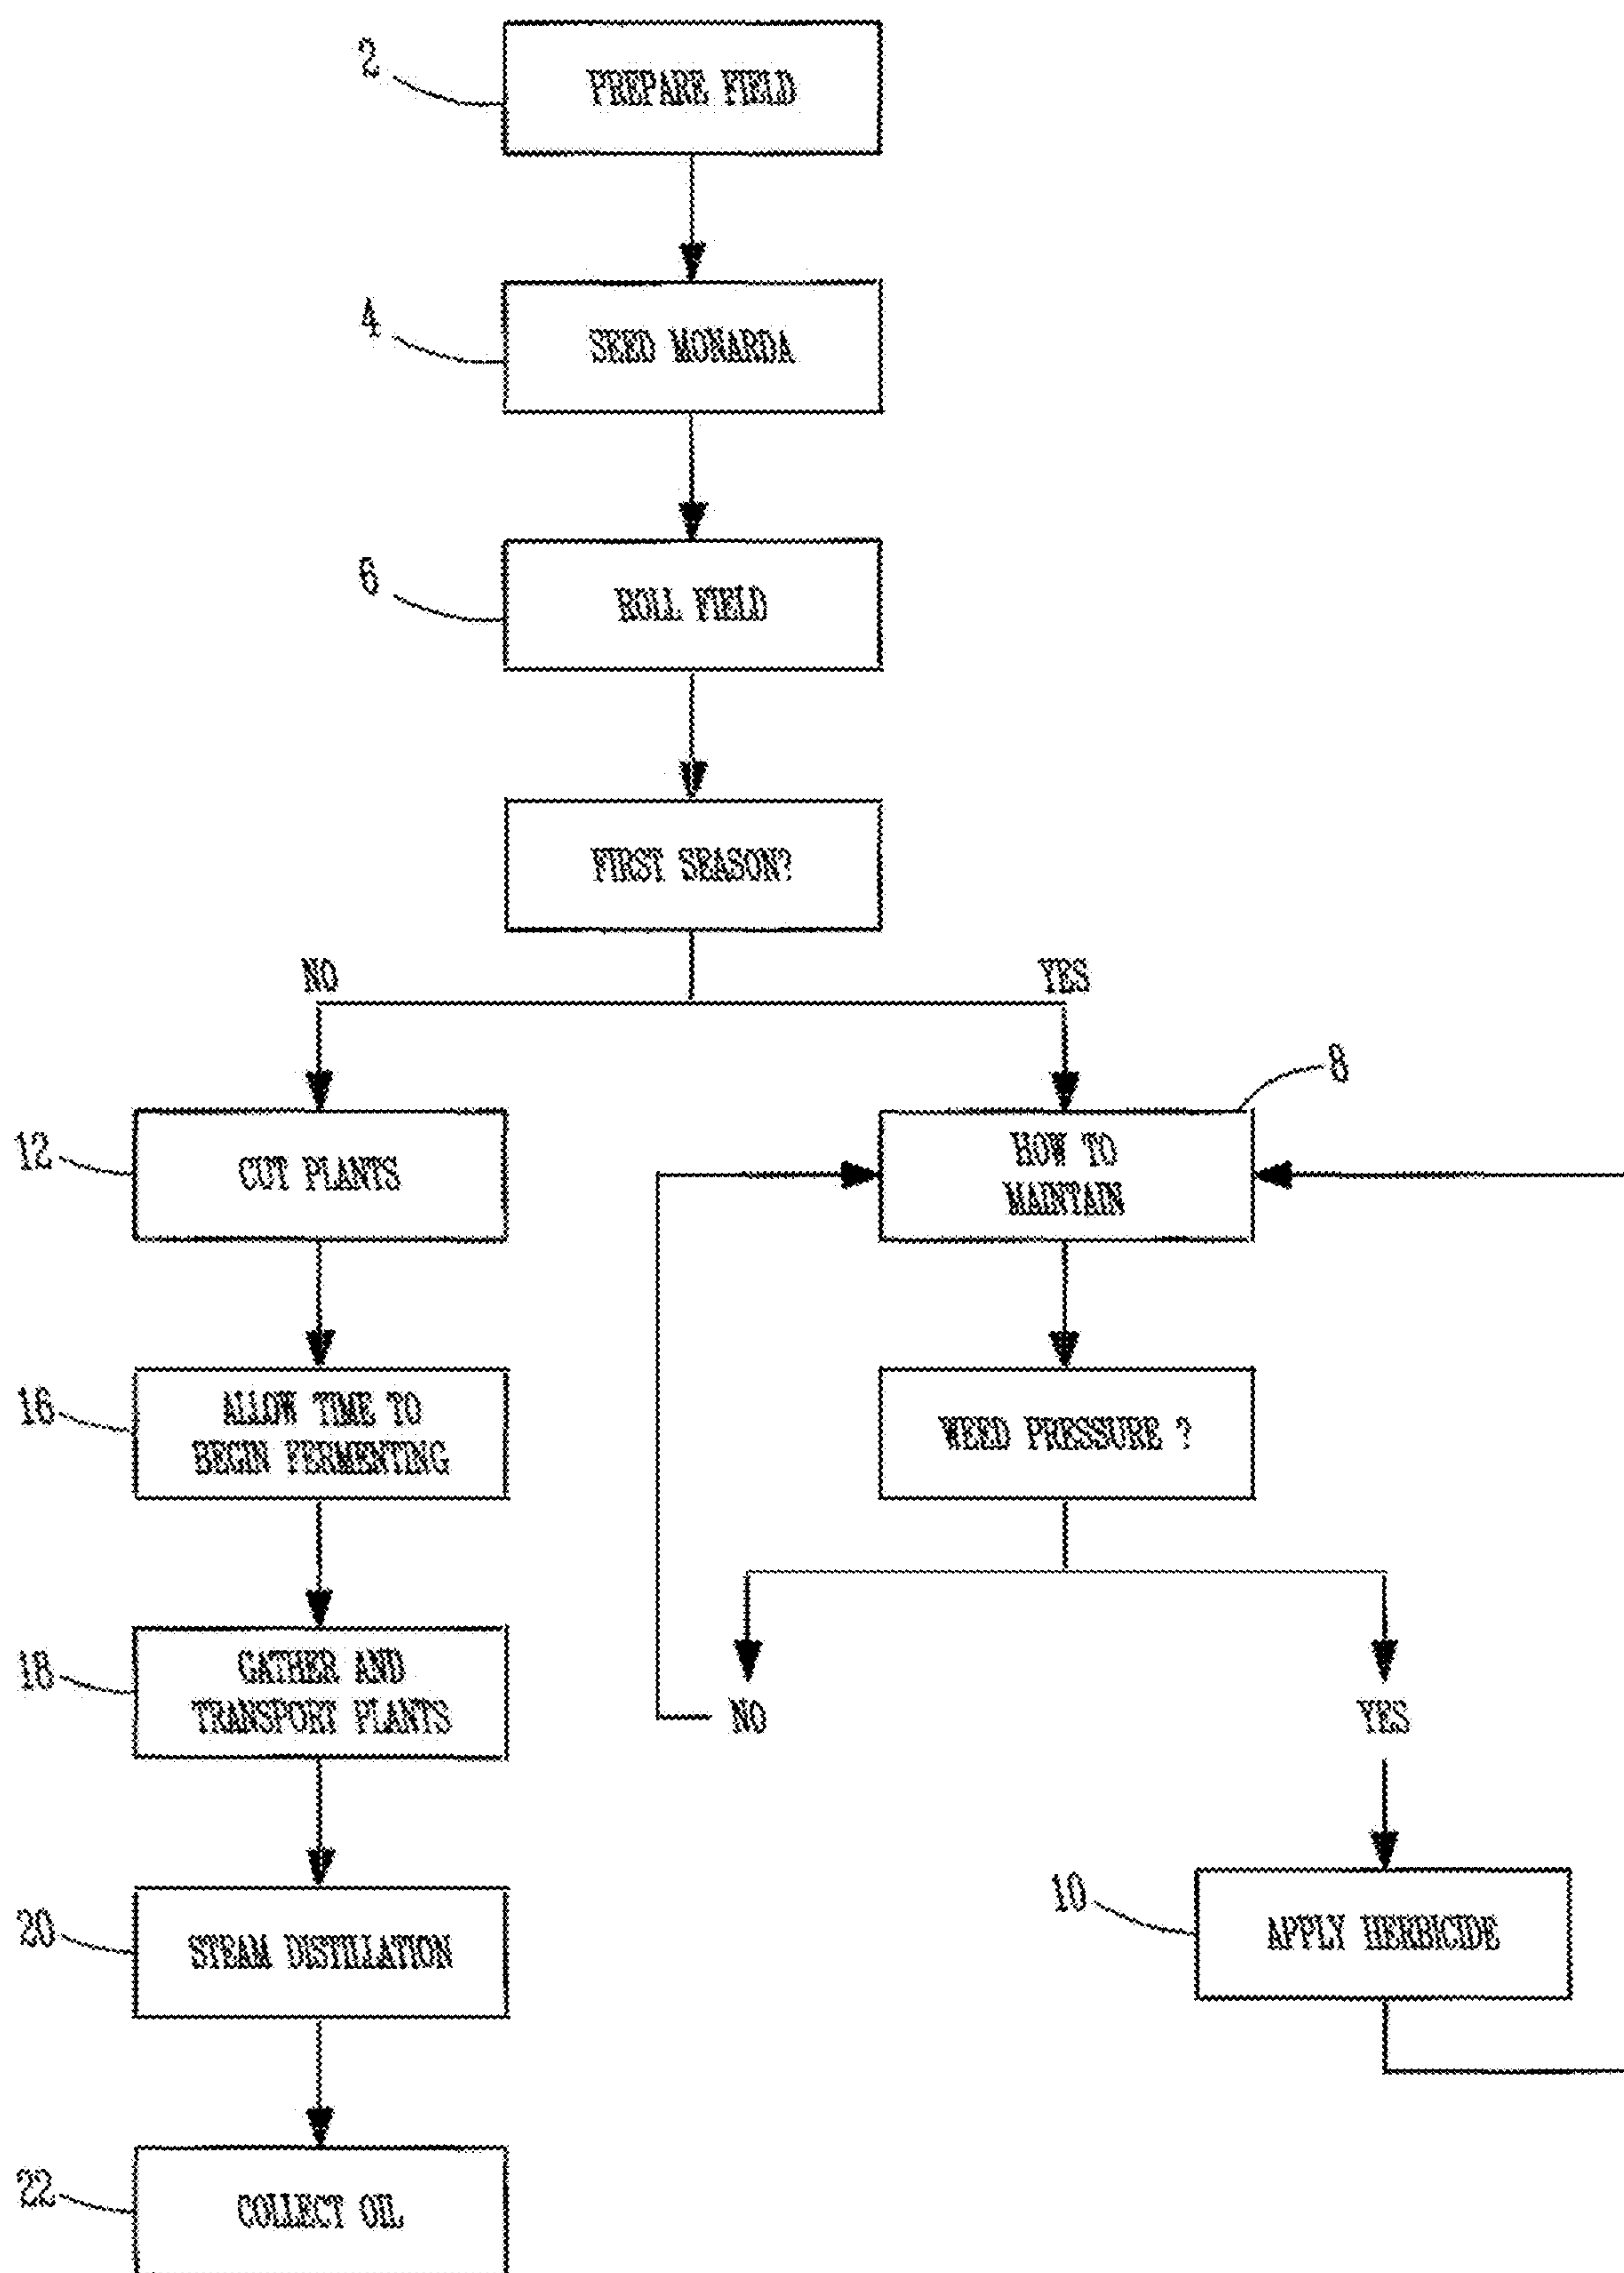 2
PREPARE FIELD
4
SEED MONARDA
6
ROLL FIELD
FIRST SEASON?
NO
YES
8
12
CUT PLANTS
HOW TO
MAINTAIN
16
ALLOW TIME TO
BEGIN FERMENTING
WEED PRESSURE ?
18
GATHER AND
TRANSPORT PLANTS
NO
YES
20
STEAM DISTILLATION
10
APPLY HERBICIDE
22
COLLECT OIL